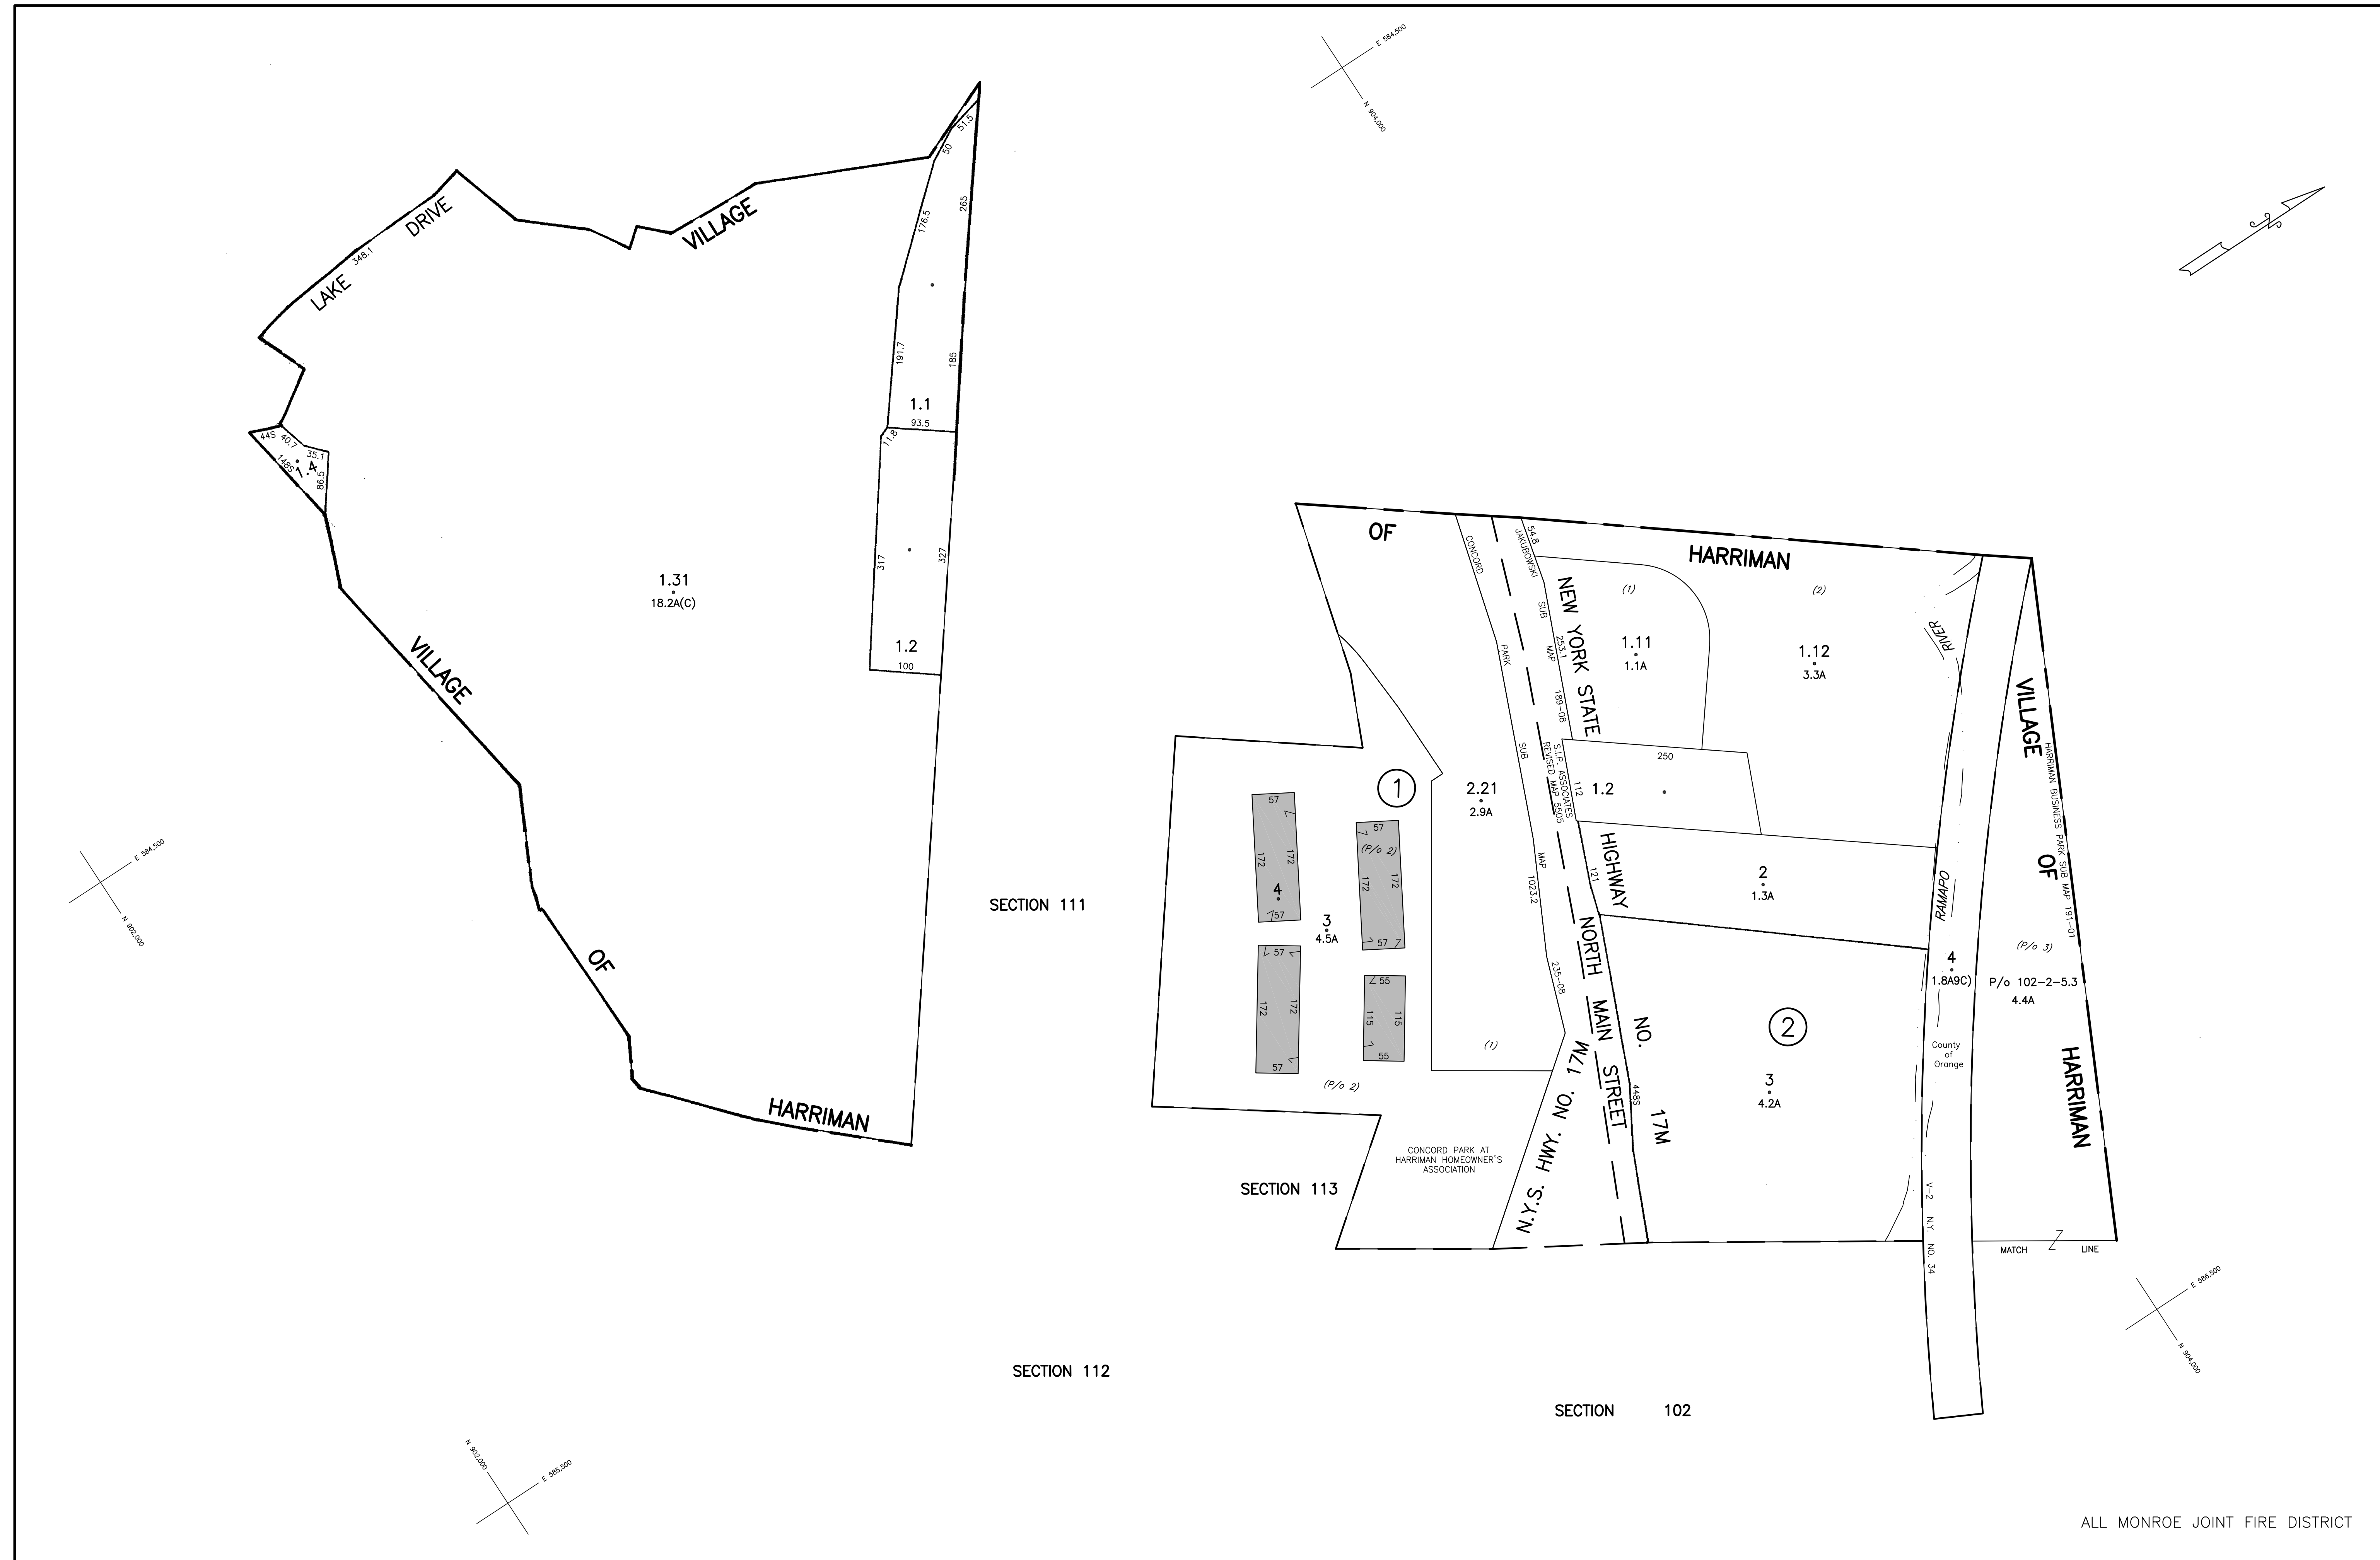 E 584,500
N 904,000
51.5
50
265
176.5
VILLAGE
LAKE DRIVE
348.1
191.7
185
1.1
93.5
11.8
44S
40.7
35.1
148S
7.4
86.5
317
327
1.31
18.2A(C)
1.2
100
VILLAGE
OF
HARRIMAN
E 584,500
N 902,000
SECTION 111
OF
HARRIMAN
CONCORD PARK SUB MAP 235-08
1023.2
JAKUBOWSKI SUB MAP 189-08
54.8
253.1
NEW YORK STATE HIGHWAY NO. 17M
(1)
(2)
1.11
1.1A
1.12
3.3A
RIVER
VILLAGE OF HARRIMAN
HARRIMAN BUSINESS PARK SUB MAP 191-01
S.I.P. ASSOCIATES
REVISED MAP 5505
112
250
1.2
1
2.21
2.9A
57
172
172
4
57
57
(P/o 2)
172
172
57
3
4.5A
57
172
172
57
55
115
115
55
(P/o 2)
(1)
121
2
1.3A
RAMAPO
4
1.8A9C)
(P/o 3)
P/o 102-2-5.3
4.4A
NORTH MAIN STREET
2
3
4.2A
448S
County
of
Orange
N.Y.S. HWY. NO. 17M
CONCORD PARK AT
HARRIMAN HOMEOWNER'S
ASSOCIATION
SECTION 113
V-2 N.Y. NO. 34
MATCH LINE
E 586,500
N 904,000
SECTION 112
SECTION 102
N 902,000
E 585,500
ALL MONROE JOINT FIRE DISTRICT